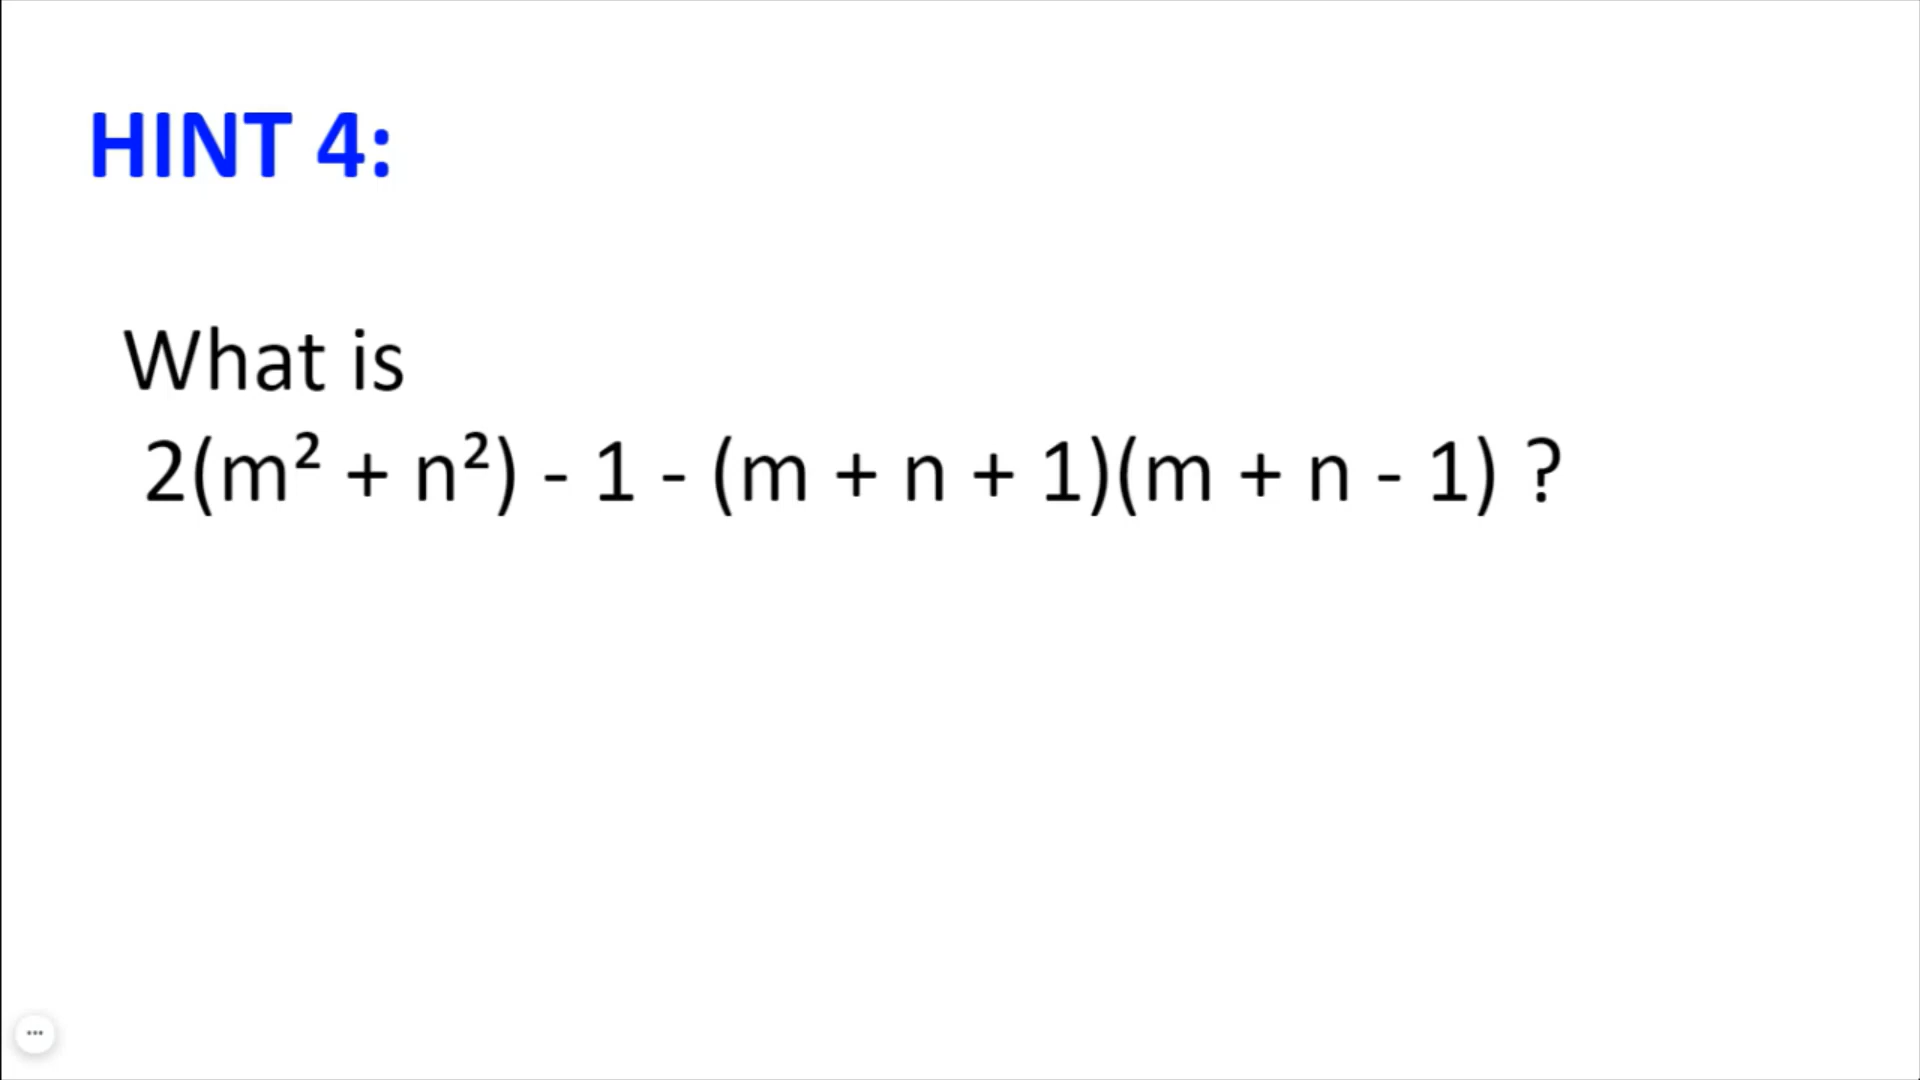 HINT 4:
What is
2(m² + n²) - 1 - (m + n + 1)(m + n - 1) ?